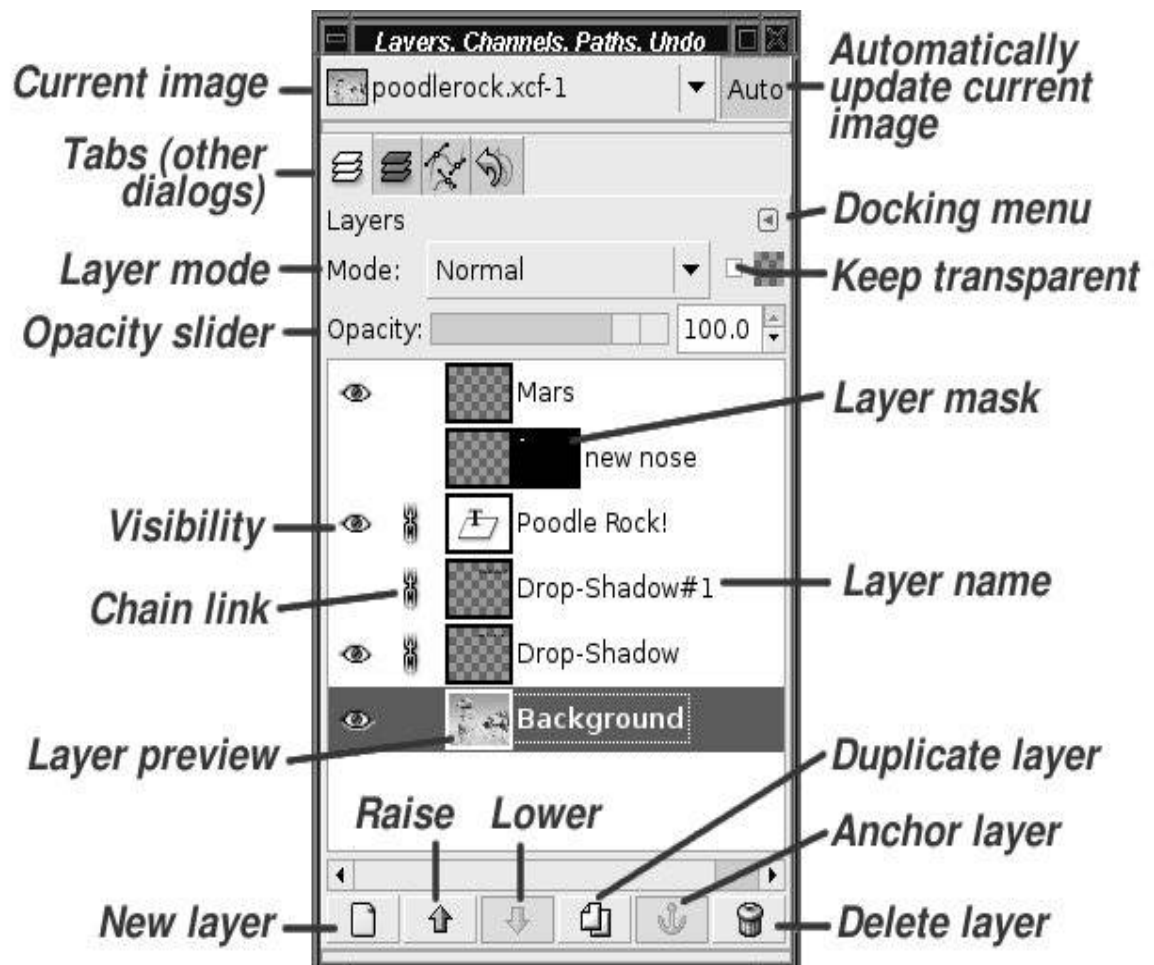 Layers, Channels, Paths, Undo
Current image
poodlerock.xcf-1
Auto
Automatically
update current
image
Tabs (other
dialogs)
Layers
Docking menu
Layer mode
Mode:
Normal
Keep transparent
Opacity slider
Opacity:
100.0
Mars
Layer mask
new nose
Visibility
Poodle Rock!
Chain link
Drop-Shadow#1
Layer name
Drop-Shadow
Background
Layer preview
Duplicate layer
Raise
Lower
Anchor layer
New layer
Delete layer